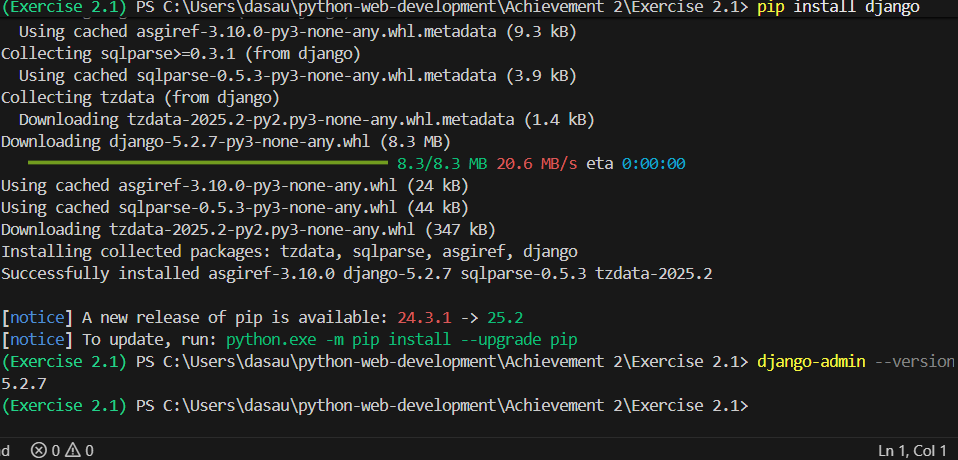 (Exercise 2.1) PS C:\Users\dasau\python-web-development\Achievement 2\Exercise 2.1> pip install django
Using cached asgiref-3.10.0-py3-none-any.whl.metadata (9.3 kB)
Collecting sqlparse>=0.3.1 (from django)
Using cached sqlparse-0.5.3-py3-none-any.whl.metadata (3.9 kB)
Collecting tzdata (from django)
Downloading tzdata-2025.2-py2.py3-none-any.whl.metadata (1.4 kB)
Downloading django-5.2.7-py3-none-any.whl (8.3 MB)
8.3/8.3 MB 20.6 MB/s eta 0:00:00
Using cached asgiref-3.10.0-py3-none-any.whl (24 kB)
Using cached sqlparse-0.5.3-py3-none-any.whl (44 kB)
Downloading tzdata-2025.2-py2.py3-none-any.whl (347 kB)
Installing collected packages: tzdata, sqlparse, asgiref, django
Successfully installed asgiref-3.10.0 django-5.2.7 sqlparse-0.5.3 tzdata-2025.2
[notice] A new release of pip is available: 24.3.1 -> 25.2
[notice] To update, run: python.exe -m pip install --upgrade pip
(Exercise 2.1) PS C:\Users\dasau\python-web-development\Achievement 2\Exercise 2.1> django-admin --version
5.2.7
(Exercise 2.1) PS C:\Users\dasau\python-web-development\Achievement 2\Exercise 2.1>
d 0 0 Ln 1, Col 1